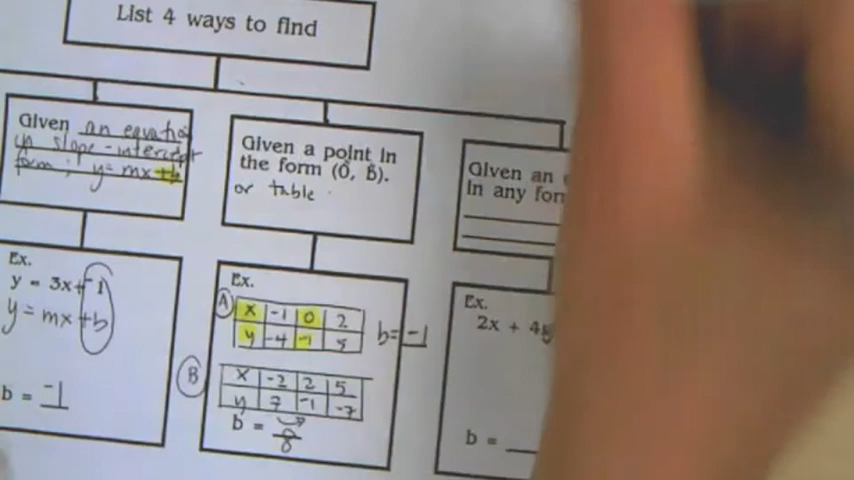 List 4 ways to find
Given an equation
in slope-intercept
form; y=mx+b
Given a point in
the form (0, b).
or table
Given an
in any
Ex.
y = 3x + -1
y = mx + b
b = -1
Ex.
A
x -1 0 2
y -4 -1 5
b = -1
B
x -2 2 5
y 7 -1 -7
b =
Ex.
2x + 4
b =